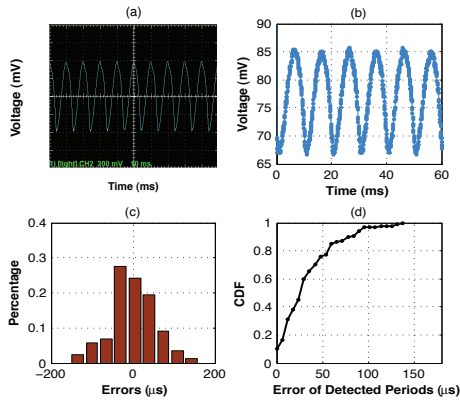 (a)
Voltage (mV)
[light] CH2 200 mV 10 ms
Time (ms)
(b)
Voltage (mV)
90
85
80
75
70
65
0
20
40
60
Time (ms)
(c)
Percentage
0.4
0.3
0.2
0.1
0
−200
0
200
Errors (μs)
(d)
CDF
1
0.8
0.6
0.4
0.2
0
0
50
100
150
Error of Detected Periods (μs)